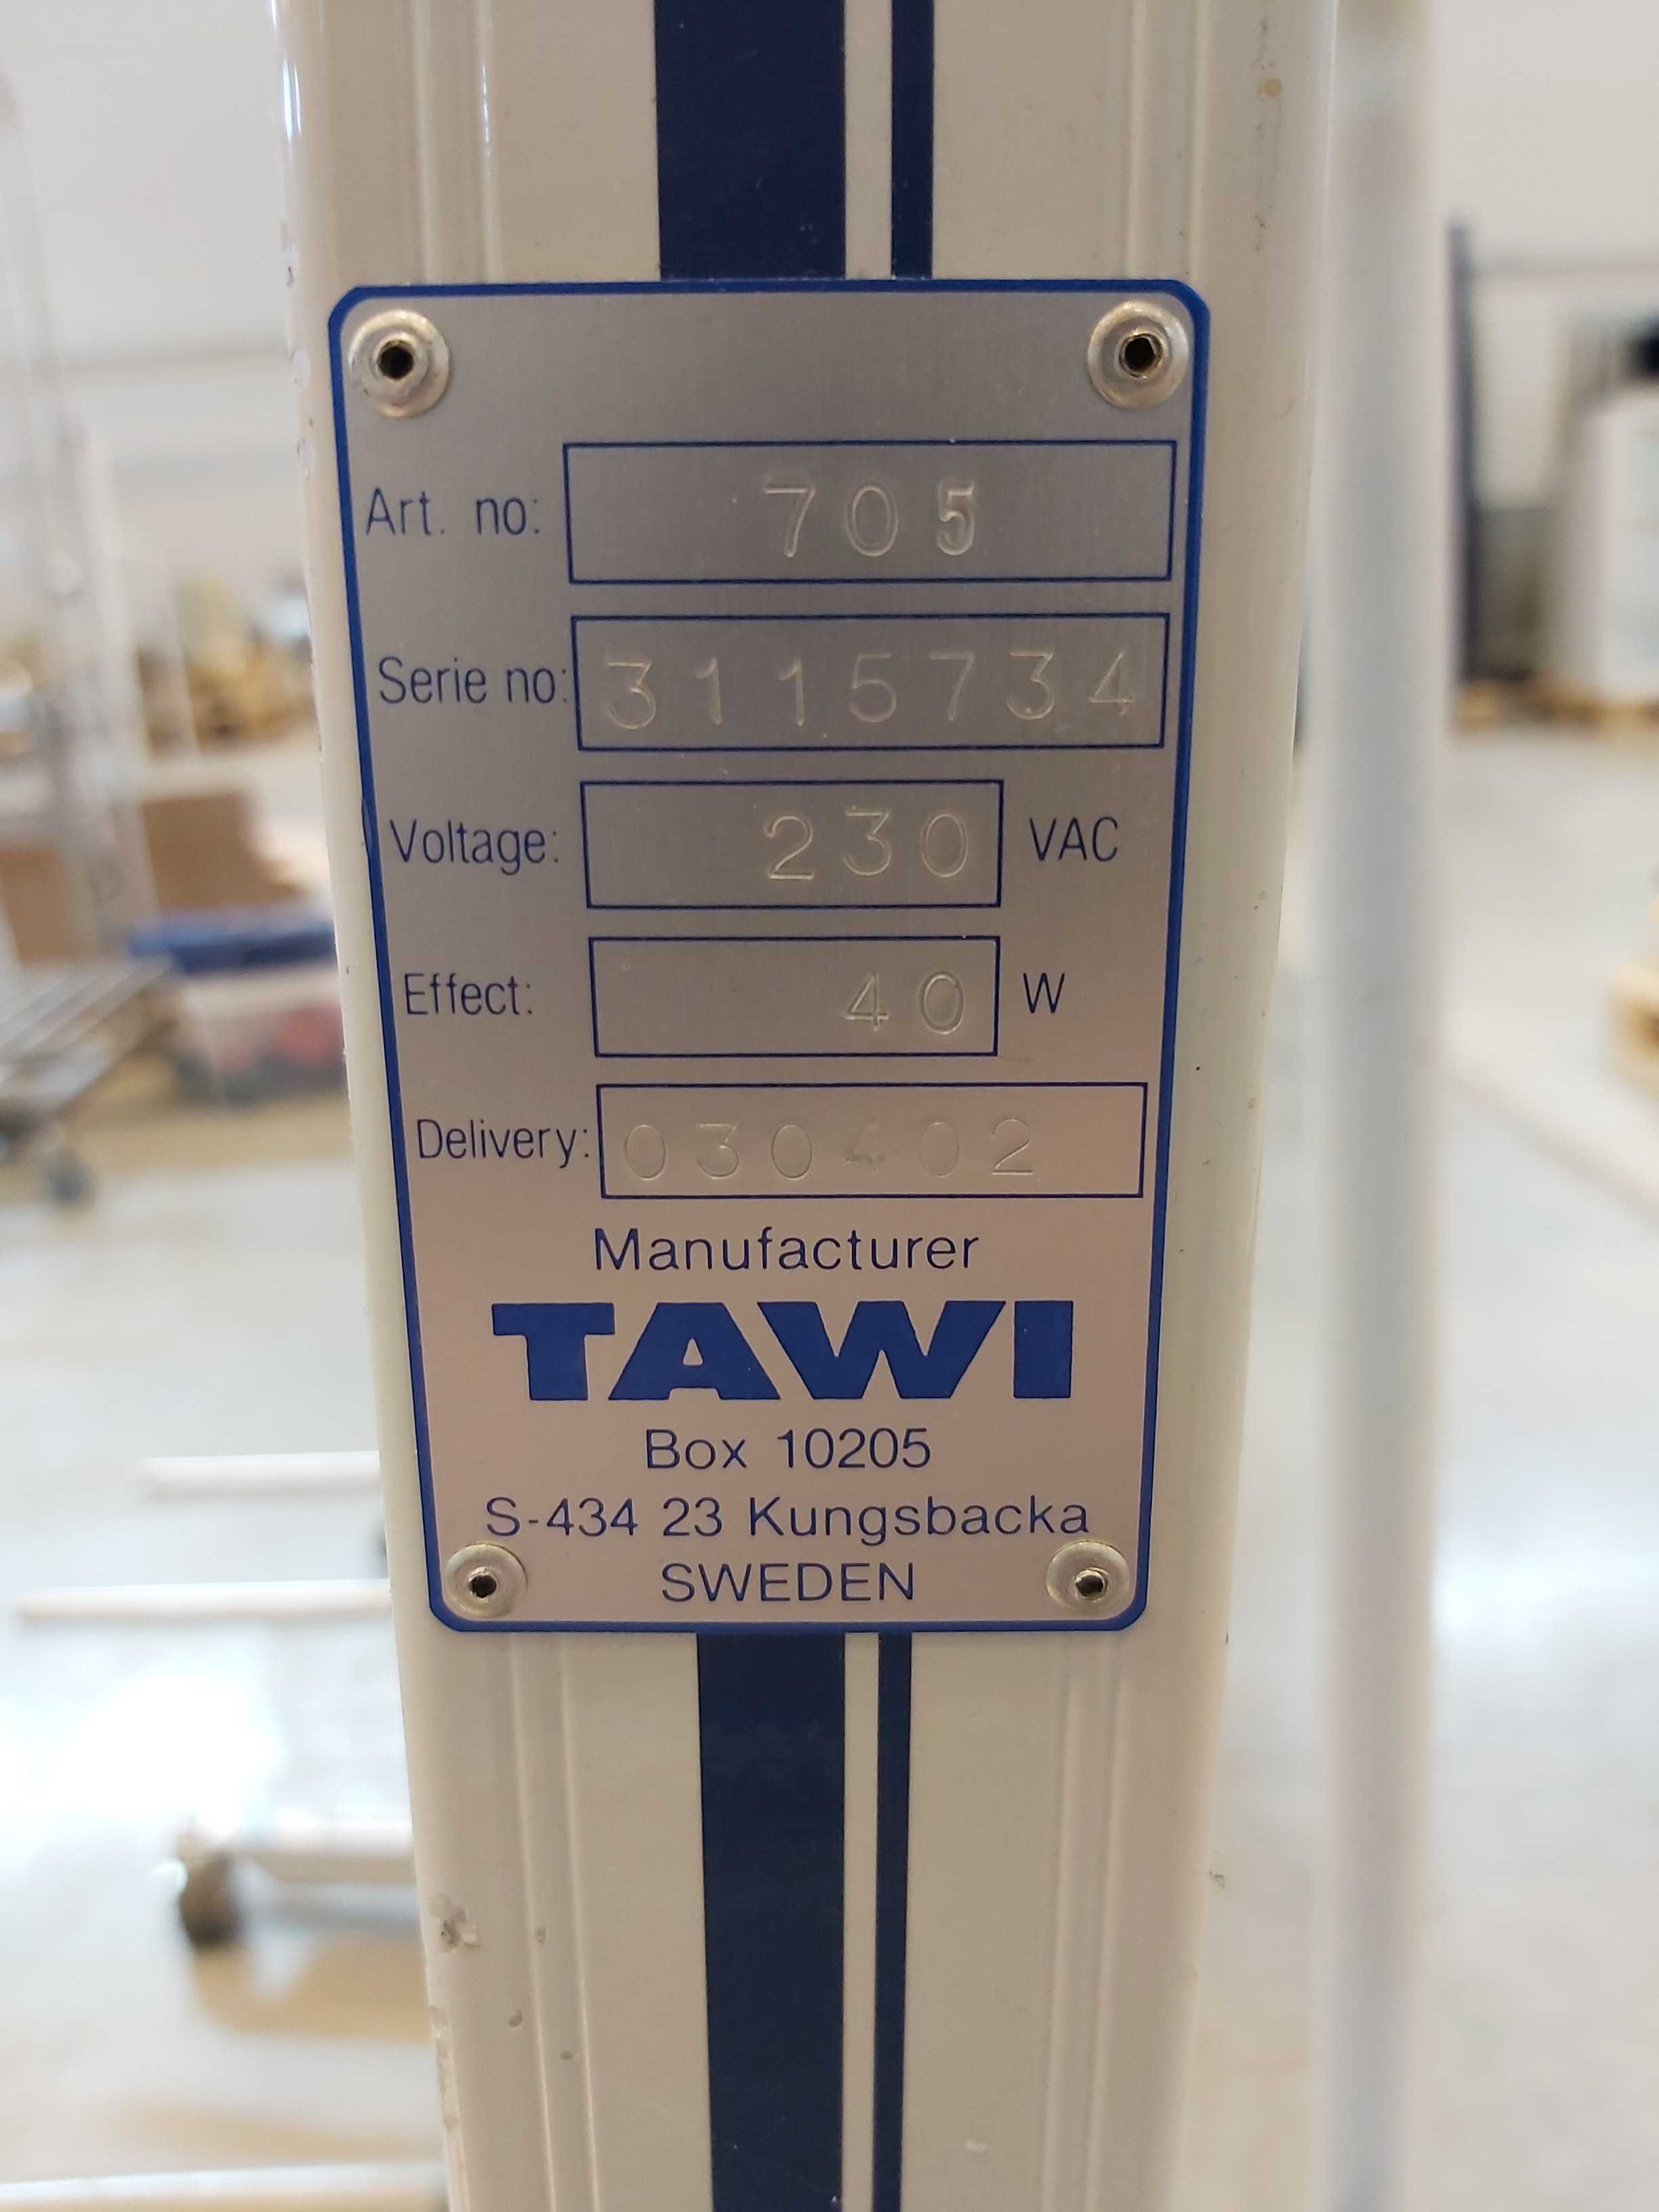 Art. no: 705
Serie no: 3115734
Voltage: 230 VAC
Effect: 40 W
Delivery: 030402
Manufacturer
TAWI
Box 10205
S-434 23 Kungsbacka
SWEDEN